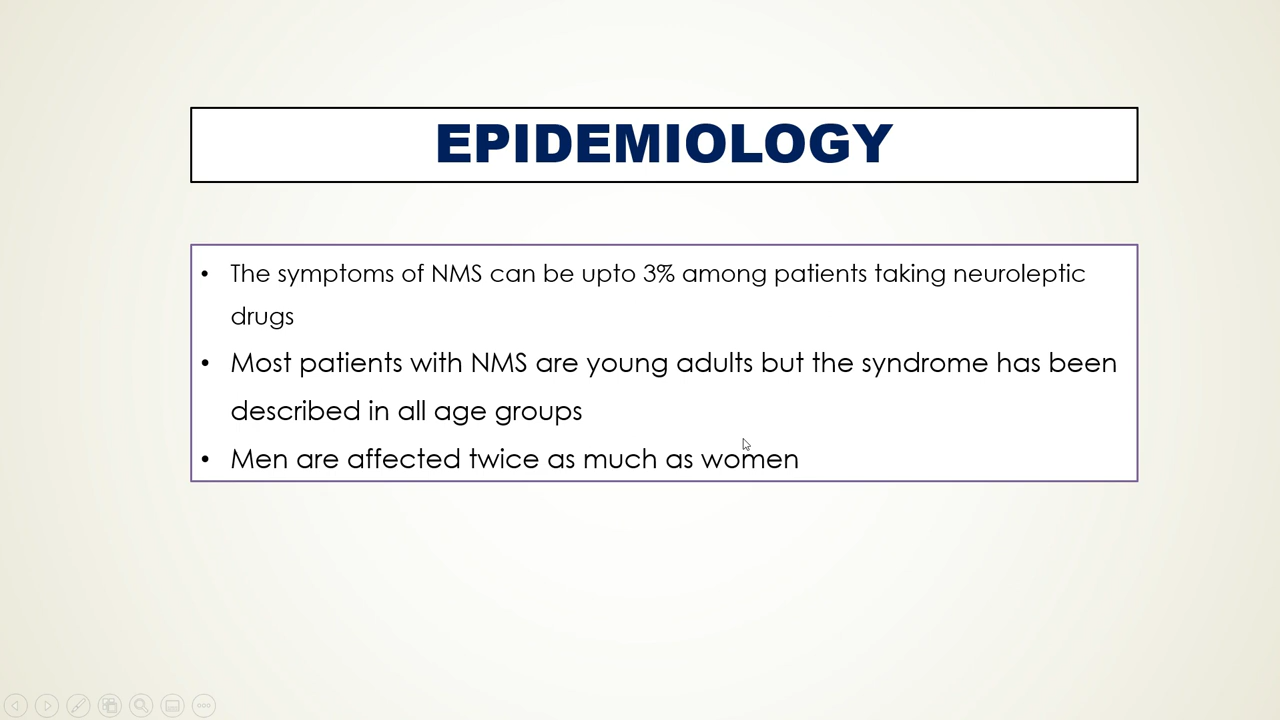 EPIDEMIOLOGY
• The symptoms of NMS can be upto 3% among patients taking neuroleptic
drugs
• Most patients with NMS are young adults but the syndrome has been
described in all age groups
• Men are affected twice as much as women